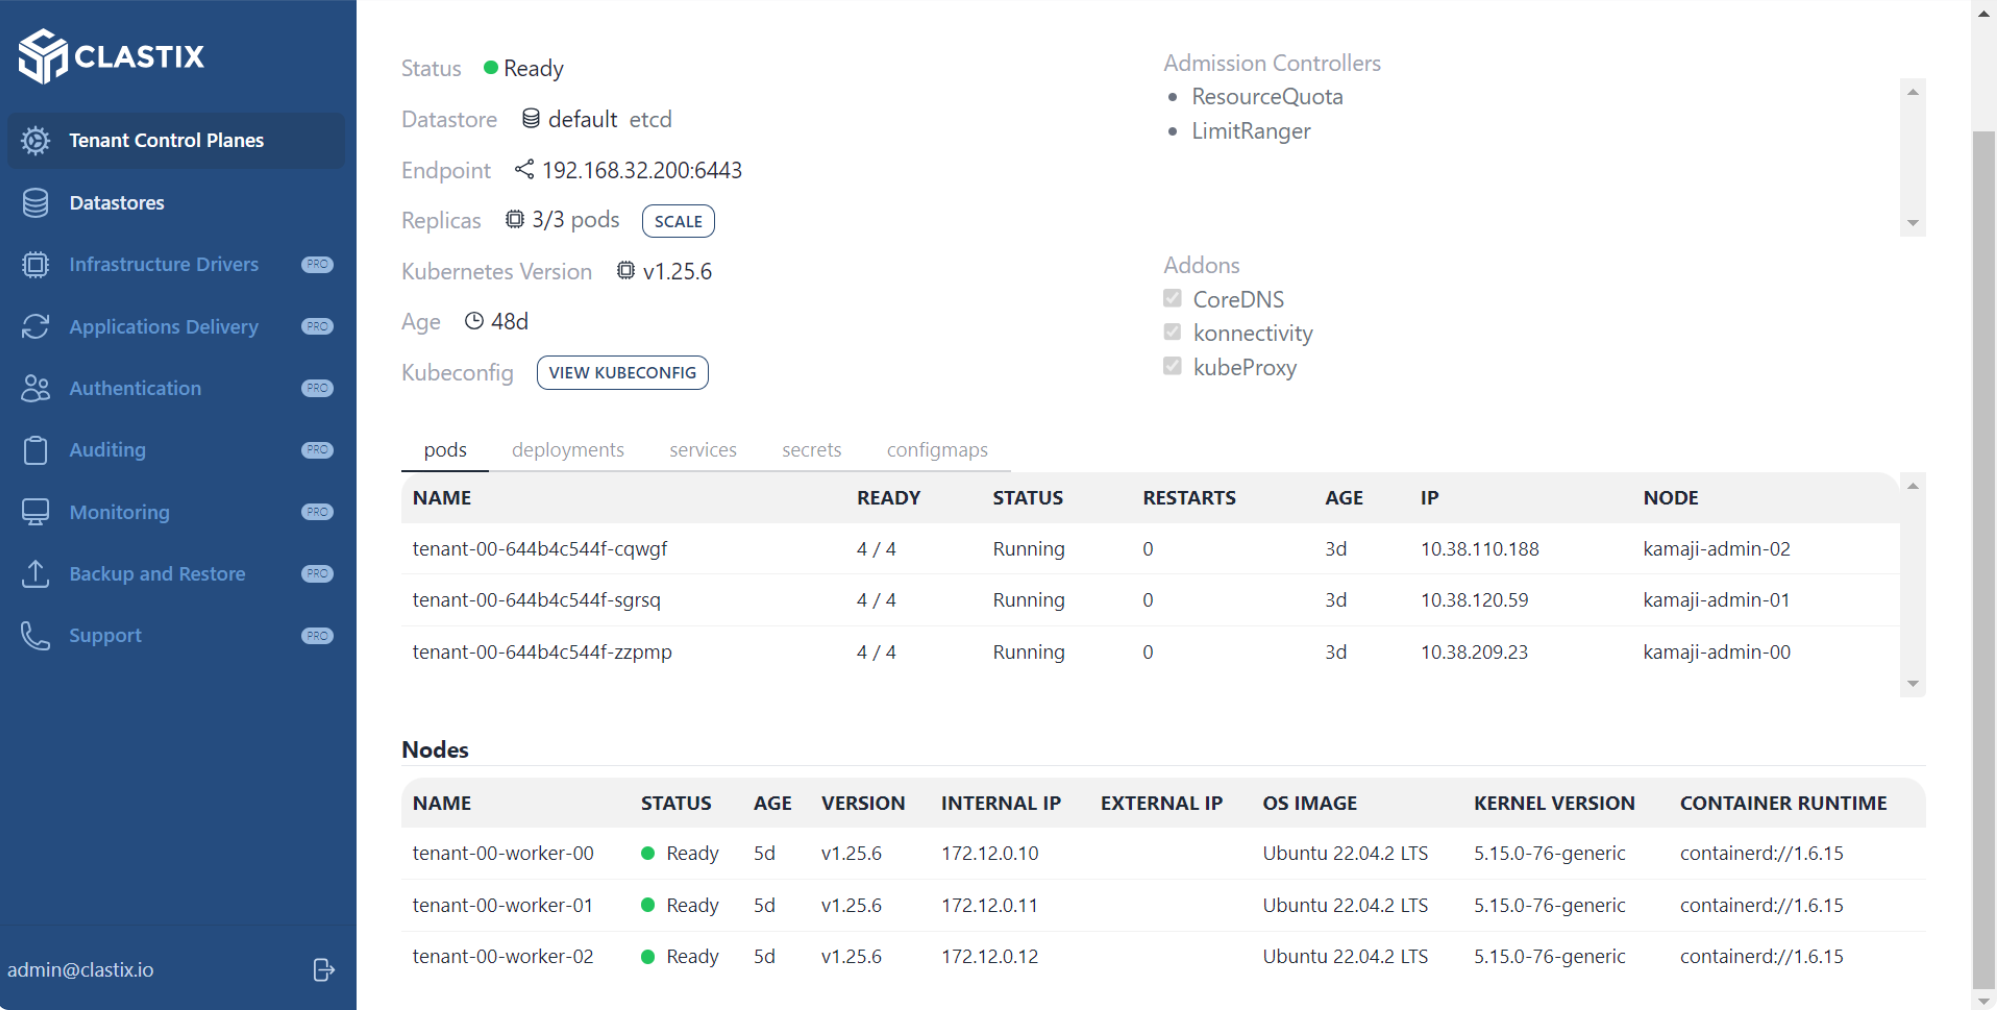 CLASTIX
Tenant Control Planes
Datastores
Infrastructure Drivers PRO
Applications Delivery PRO
Authentication PRO
Auditing PRO
Monitoring PRO
Backup and Restore PRO
Support PRO
admin@clastix.io
Status Ready
Datastore default etcd
Endpoint 192.168.32.200:6443
Replicas 3/3 pods SCALE
Kubernetes Version v1.25.6
Age 48d
Kubeconfig VIEW KUBECONFIG
Admission Controllers
• ResourceQuota
• LimitRanger
Addons
CoreDNS
konnectivity
kubeProxy
pods deployments services secrets configmaps
NAME READY STATUS RESTARTS AGE IP NODE
tenant-00-644b4c544f-cqwgf 4 / 4 Running 0 3d 10.38.110.188 kamaji-admin-02
tenant-00-644b4c544f-sgrsq 4 / 4 Running 0 3d 10.38.120.59 kamaji-admin-01
tenant-00-644b4c544f-zzpmp 4 / 4 Running 0 3d 10.38.209.23 kamaji-admin-00
Nodes
NAME STATUS AGE VERSION INTERNAL IP EXTERNAL IP OS IMAGE KERNEL VERSION CONTAINER RUNTIME
tenant-00-worker-00 Ready 5d v1.25.6 172.12.0.10 Ubuntu 22.04.2 LTS 5.15.0-76-generic containerd://1.6.15
tenant-00-worker-01 Ready 5d v1.25.6 172.12.0.11 Ubuntu 22.04.2 LTS 5.15.0-76-generic containerd://1.6.15
tenant-00-worker-02 Ready 5d v1.25.6 172.12.0.12 Ubuntu 22.04.2 LTS 5.15.0-76-generic containerd://1.6.15